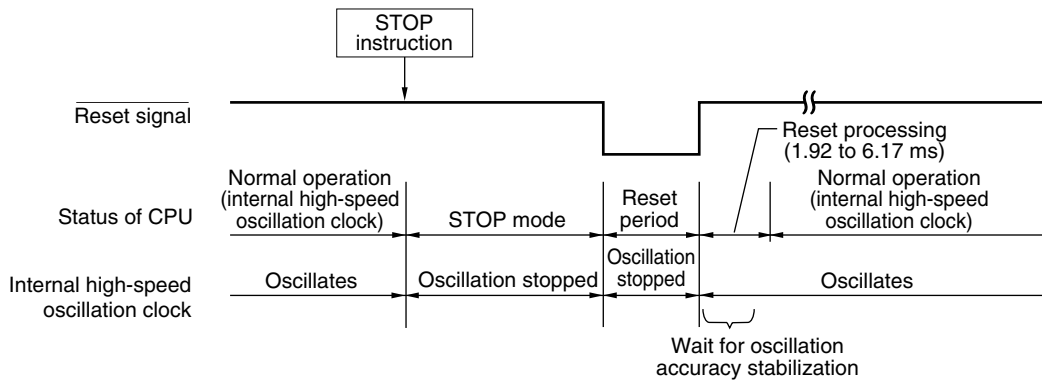 STOP
instruction
Reset signal
Reset processing
(1.92 to 6.17 ms)
Status of CPU
Normal operation
(internal high-speed
oscillation clock)
STOP mode
Reset
period
Normal operation
(internal high-speed
oscillation clock)
Internal high-speed
oscillation clock
Oscillates
Oscillation stopped
Oscillation
stopped
Oscillates
Wait for oscillation
accuracy stabilization